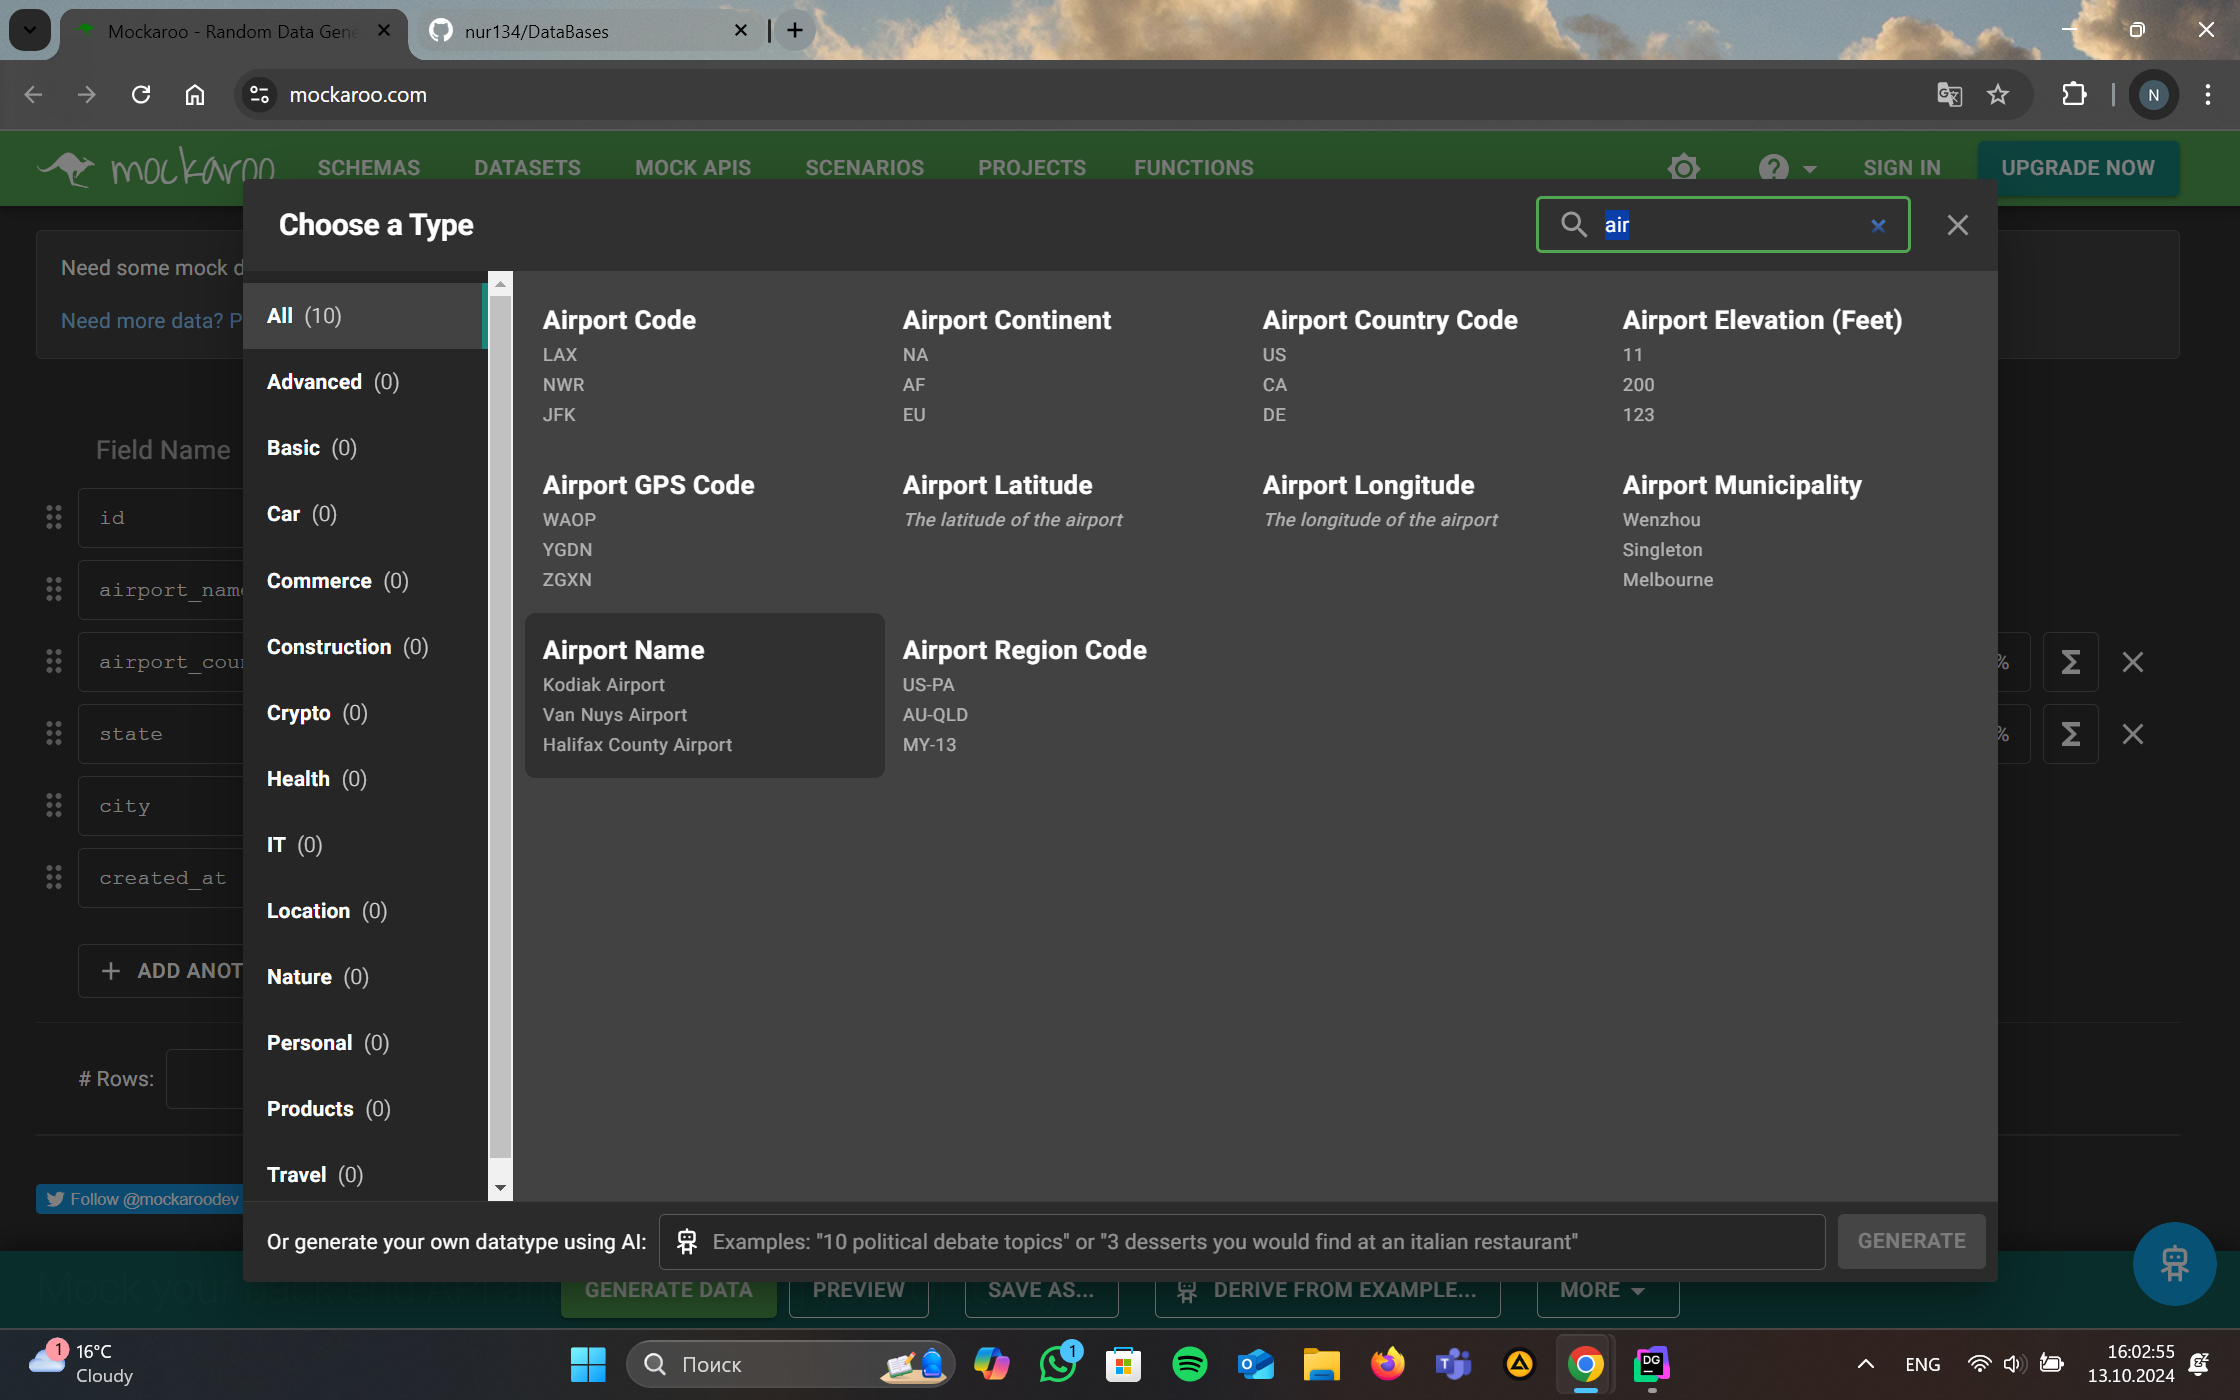 Mockaroo - Random Data Gene
nur134/DataBases
mockaroo.com
N
mockaroo
SCHEMAS
DATASETS
MOCK APIS
SCENARIOS
PROJECTS
FUNCTIONS
SIGN IN
UPGRADE NOW
Need some mock d
Need more data? P
Choose a Type
air
All (10)
Advanced (0)
Basic (0)
Car (0)
Commerce (0)
Construction (0)
Crypto (0)
Health (0)
IT (0)
Location (0)
Nature (0)
Personal (0)
Products (0)
Travel (0)
Airport Code
LAX
NWR
JFK
Airport Continent
NA
AF
EU
Airport Country Code
US
CA
DE
Airport Elevation (Feet)
11
200
123
Airport GPS Code
WAOP
YGDN
ZGXN
Airport Latitude
The latitude of the airport
Airport Longitude
The longitude of the airport
Airport Municipality
Wenzhou
Singleton
Melbourne
Airport Name
Kodiak Airport
Van Nuys Airport
Halifax County Airport
Airport Region Code
US-PA
AU-QLD
MY-13
Field Name
id
airport_name
airport_coun
state
city
created_at
%
Σ
%
Σ
+ ADD ANOT
# Rows:
Follow @mockaroodev
Or generate your own datatype using AI:
Examples: "10 political debate topics" or "3 desserts you would find at an italian restaurant"
GENERATE
Mock your
GENERATE DATA
PREVIEW
SAVE AS...
DERIVE FROM EXAMPLE...
MORE
1
16°C
Cloudy
Поиск
1
DG
ENG
16:02:55
13.10.2024